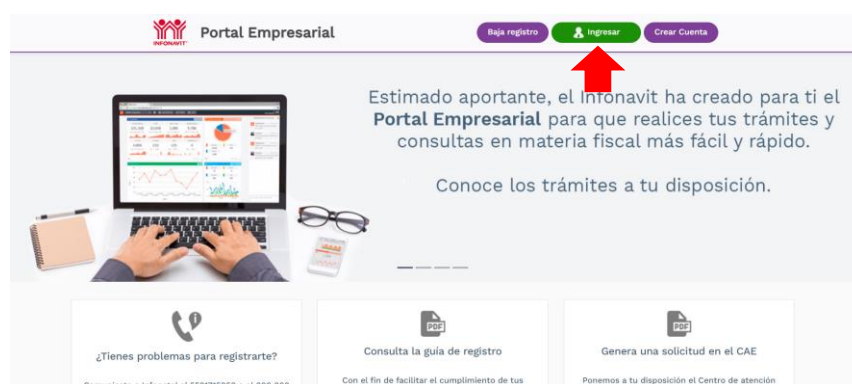 INFONAVIT
Portal Empresarial
Baja registro
Ingresar
Crear Cuenta
Estimado aportante, el Infonavit ha creado para ti el
Portal Empresarial para que realices tus trámites y
consultas en materia fiscal más fácil y rápido.
Conoce los trámites a tu disposición.
¿Tienes problemas para registrarte?
PDF
Consulta la guía de registro
Con el fin de facilitar el cumplimiento de tus
PDF
Genera una solicitud en el CAE
Ponemos a tu disposición el Centro de atención